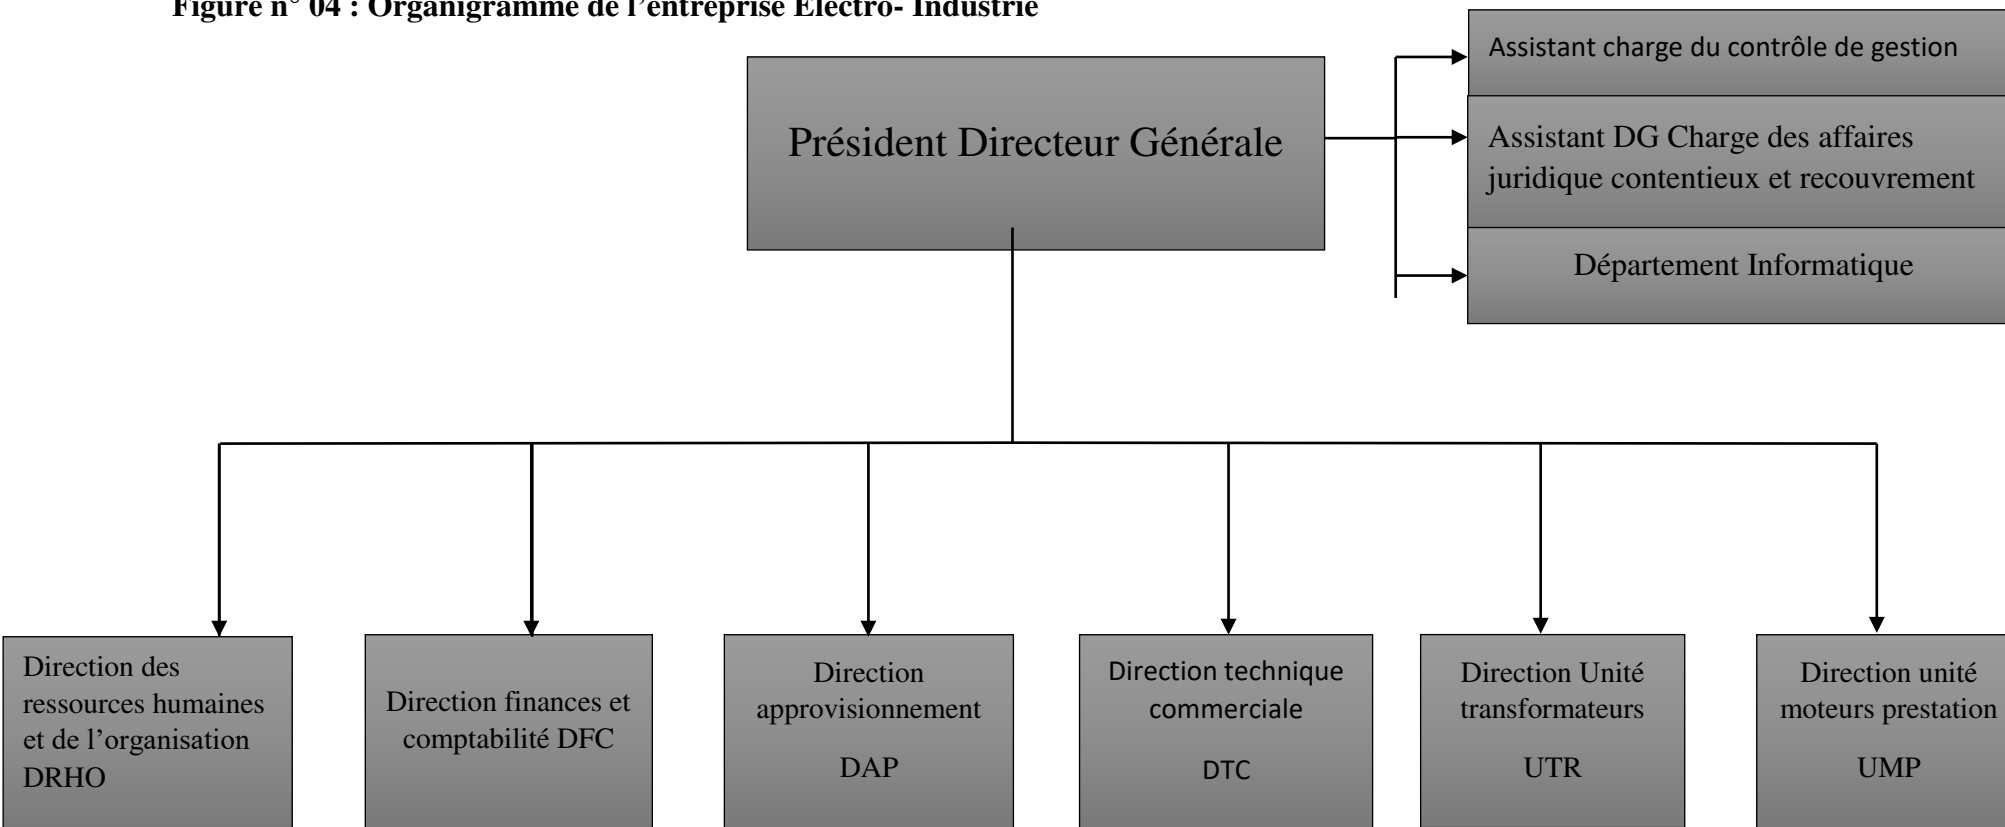 Figure n° 04 : Organigramme de l'entreprise Electro- Industrie
Assistant charge du contrôle de gestion
Président Directeur Générale
Assistant DG Charge des affaires
juridique contentieux et recouvrement
Département Informatique
Direction des
ressources humaines
et de l'organisation
DRHO
Direction finances et
comptabilité DFC
Direction
approvisionnement
DAP
Direction technique
commerciale
DTC
Direction Unité
transformateurs
UTR
Direction unité
moteurs prestation
UMP